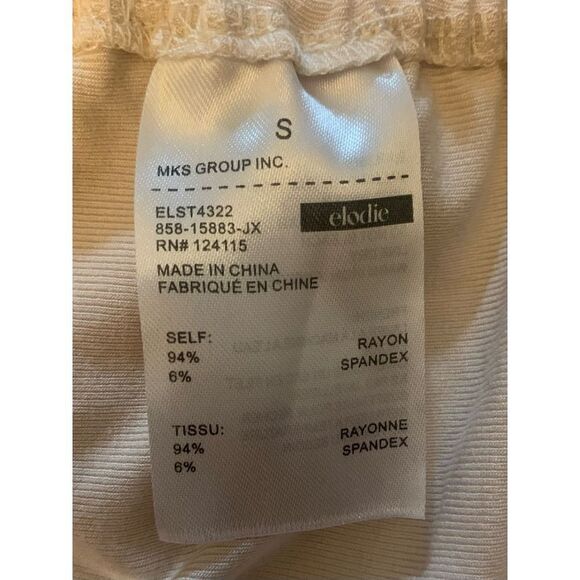 S
MKS GROUP INC.
ELST4322
858-15883-JX
RN# 124115
elodie
MADE IN CHINA
FABRIQUÉ EN CHINE
SELF:
94% RAYON
6% SPANDEX
TISSU:
94% RAYONNE
6% SPANDEX